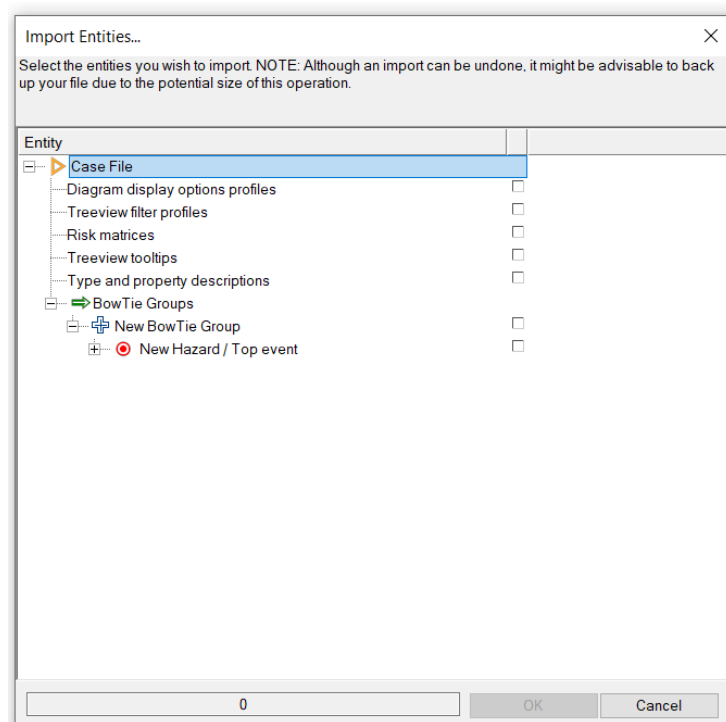 Import Entities...
Select the entities you wish to import. NOTE: Although an import can be undone, it might be advisable to back
up your file due to the potential size of this operation.
Entity
Case File
Diagram display options profiles
Treeview filter profiles
Risk matrices
Treeview tooltips
Type and property descriptions
BowTie Groups
New BowTie Group
New Hazard / Top event
0
OK
Cancel